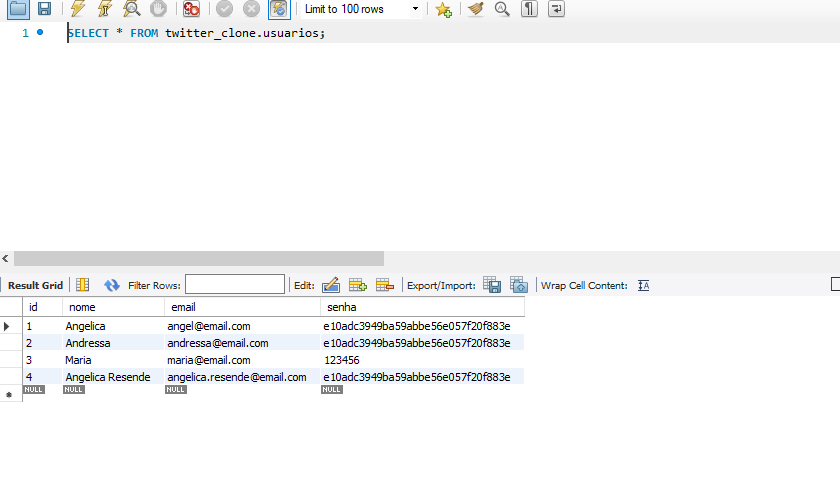 Limit to 100 rows
1 SELECT * FROM twitter_clone.usuarios;
Result Grid Filter Rows: Edit: Export/Import: Wrap Cell Content:
id nome email senha
1 Angelica angel@email.com e10adc3949ba59abbe56e057f20f883e
2 Andressa andressa@email.com e10adc3949ba59abbe56e057f20f883e
3 Maria maria@email.com 123456
4 Angelica Resende angelica.resende@email.com e10adc3949ba59abbe56e057f20f883e
NULL NULL NULL NULL